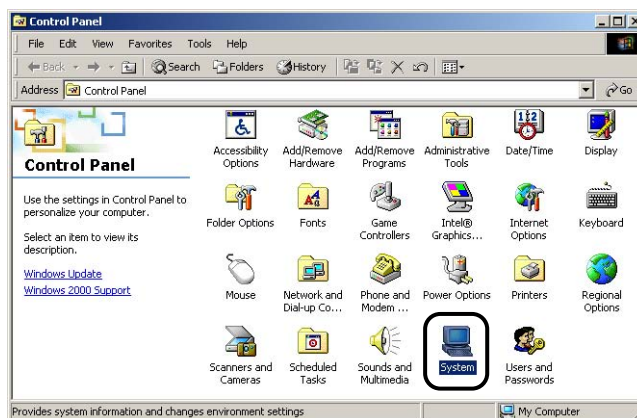 Control Panel
File Edit View Favorites Tools Help
Back Search Folders History
Address Control Panel Go
Control Panel
Use the settings in Control Panel to
personalize your computer.
Select an item to view its
description.
Windows Update
Windows 2000 Support
Accessibility
Options
Add/Remove
Hardware
Add/Remove
Programs
Administrative
Tools
Date/Time
Display
Folder Options
Fonts
Game
Controllers
Intel®
Graphics...
Internet
Options
Keyboard
Mouse
Network and
Dial-up Co...
Phone and
Modem ...
Power Options
Printers
Regional
Options
Scanners and
Cameras
Scheduled
Tasks
Sounds and
Multimedia
System
Users and
Passwords
Provides system information and changes environment settings My Computer